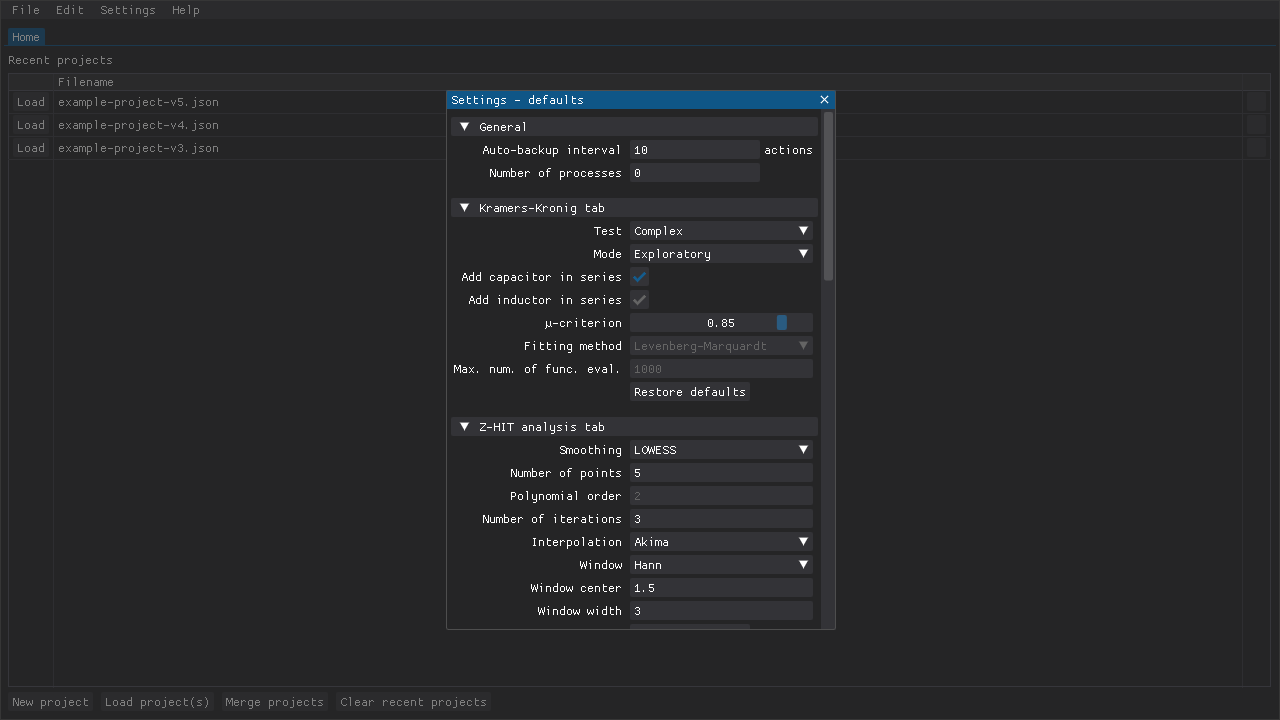 File Edit Settings Help
Home
Recent projects
Filename
Load example-project-v5.json
Load example-project-v4.json
Load example-project-v3.json
Settings - defaults
General
Auto-backup interval 10 actions
Number of processes 0
Kramers-Kronig tab
Test Complex
Mode Exploratory
Add capacitor in series
Add inductor in series
μ-criterion 0.85
Fitting method Levenberg-Marquardt
Max. num. of func. eval. 1000
Restore defaults
Z-HIT analysis tab
Smoothing LOWESS
Number of points 5
Polynomial order 2
Number of iterations 3
Interpolation Akima
Window Hann
Window center 1.5
Window width 3
New project Load project(s) Merge projects Clear recent projects